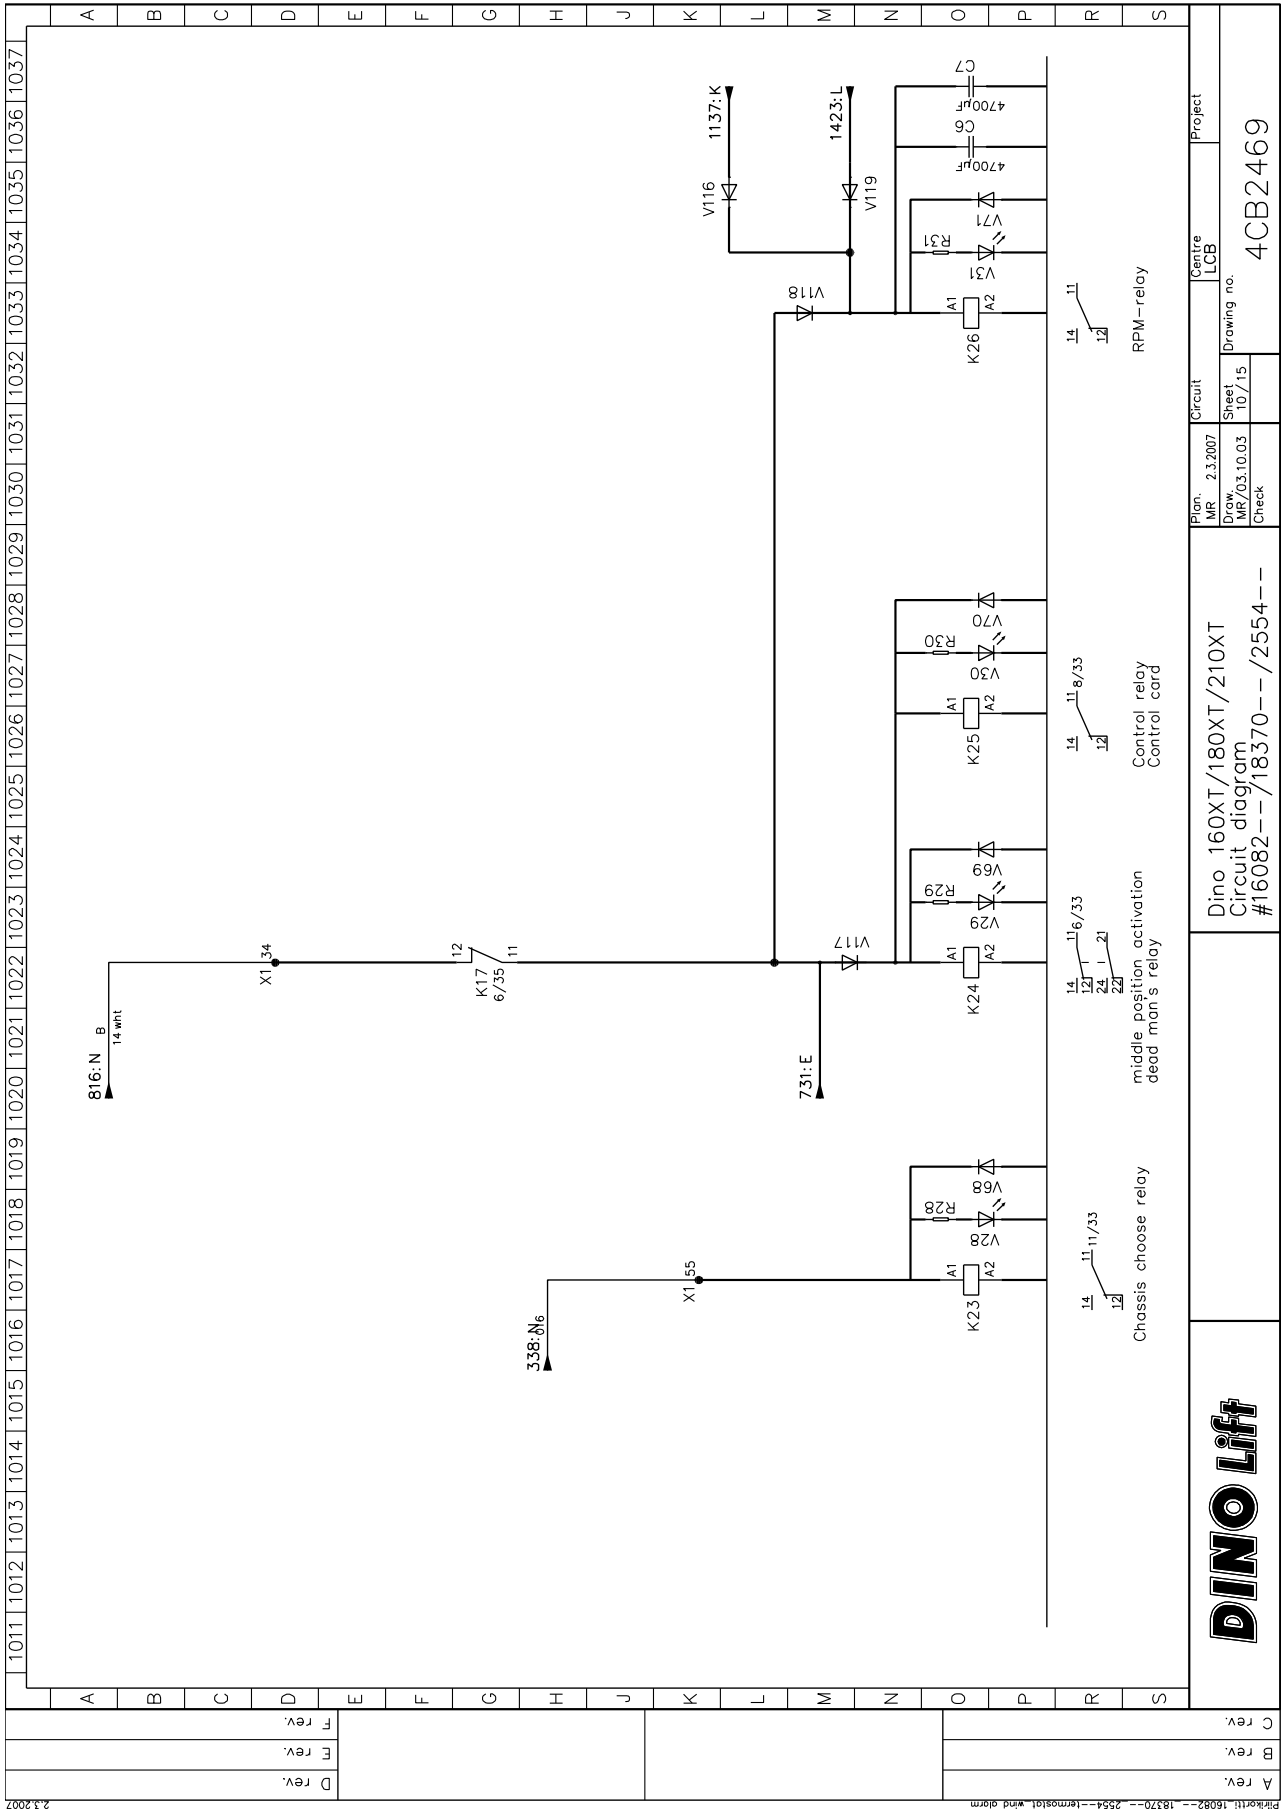 1011 1012 1013 1014 1015 1016 1017 1018 1019 1020 1021 1022 1023 1024 1025 1026 1027 1028 1029 1030 1031 1032 1033 1034 1035 1036 1037
A A
B B
C C
D D
E E
F F
G G
H H
J J
K K
L L
M M
N N
O O
P P
R R
S S
816:N
B
14 wht
X1 34
12
K17
6/35
11
338:N
016
X1 55
731:E
V117
V118
V116
1137:K
V119
1423:L
A1
K23
A2
R28
V28
V68
A1
K24
A2
R29
V29
V69
A1
K25
A2
R30
V30
V70
A1
K26
A2
R31
V31
V71
C6
4700µF
C7
4700µF
14 11 11/33
12
Chassis choose relay
14 11 6/33
12
24 21
22
middle position activation
dead man's relay
14 11 8/33
12
Control relay
Control card
14 11
12
RPM-relay
DINO Lift
Dino 160XT/180XT/210XT
Circuit diagram
#16082--/18370--/2554--
Plan.
MR 2.3.2007
Draw.
MR/03.10.03
Check
Circuit
Sheet
10/15
Centre
LCB
Project
Drawing no.
4CB2469
A rev.
B rev.
C rev.
D rev.
E rev.
F rev.
Piirikortti_16082--_18370--_2554--termostat_wind alarm
2.3.2007